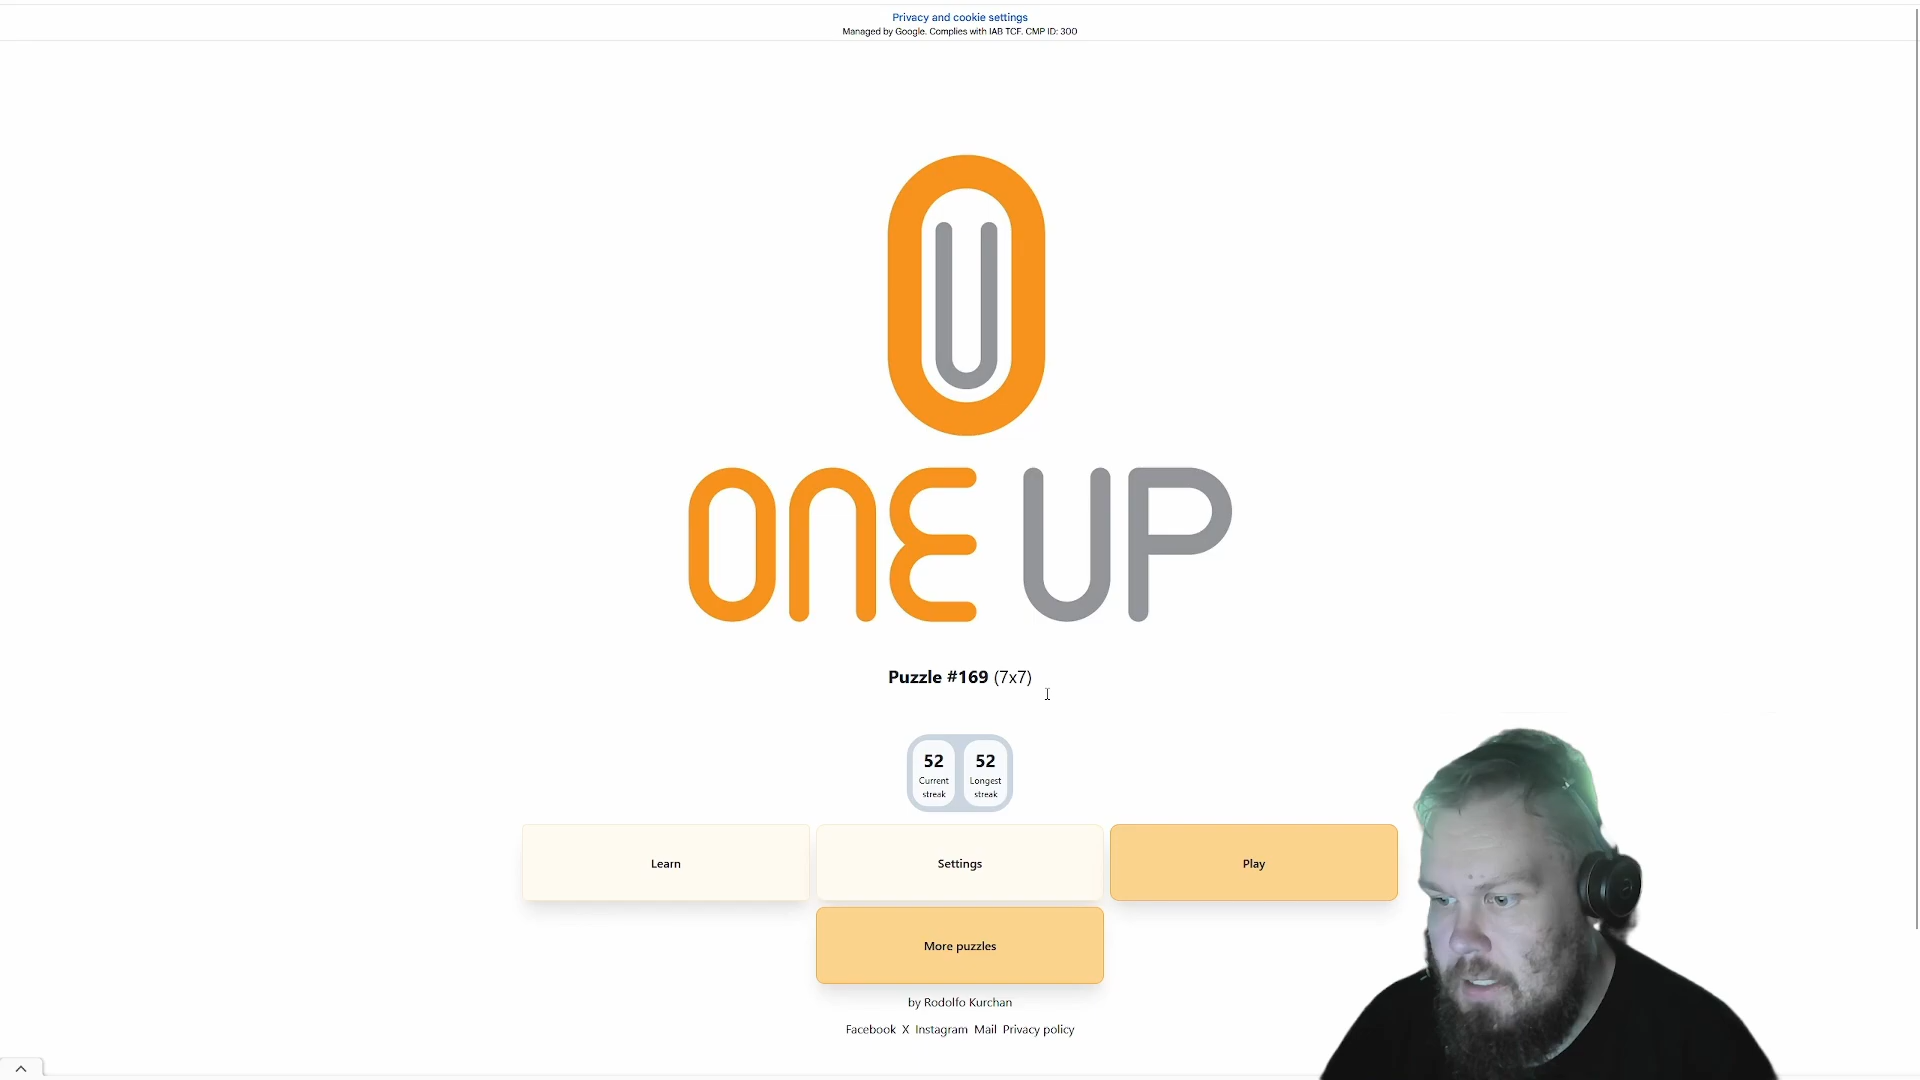 Privacy and cookie settings
Managed by Google. Complies with IAB TCF. CMP ID: 300
ONE UP
Puzzle #169 (7x7)
52 52
Current Longest
streak streak
Learn Settings Play
More puzzles
by Rodolfo Kurchan
Facebook X Instagram Mail Privacy policy